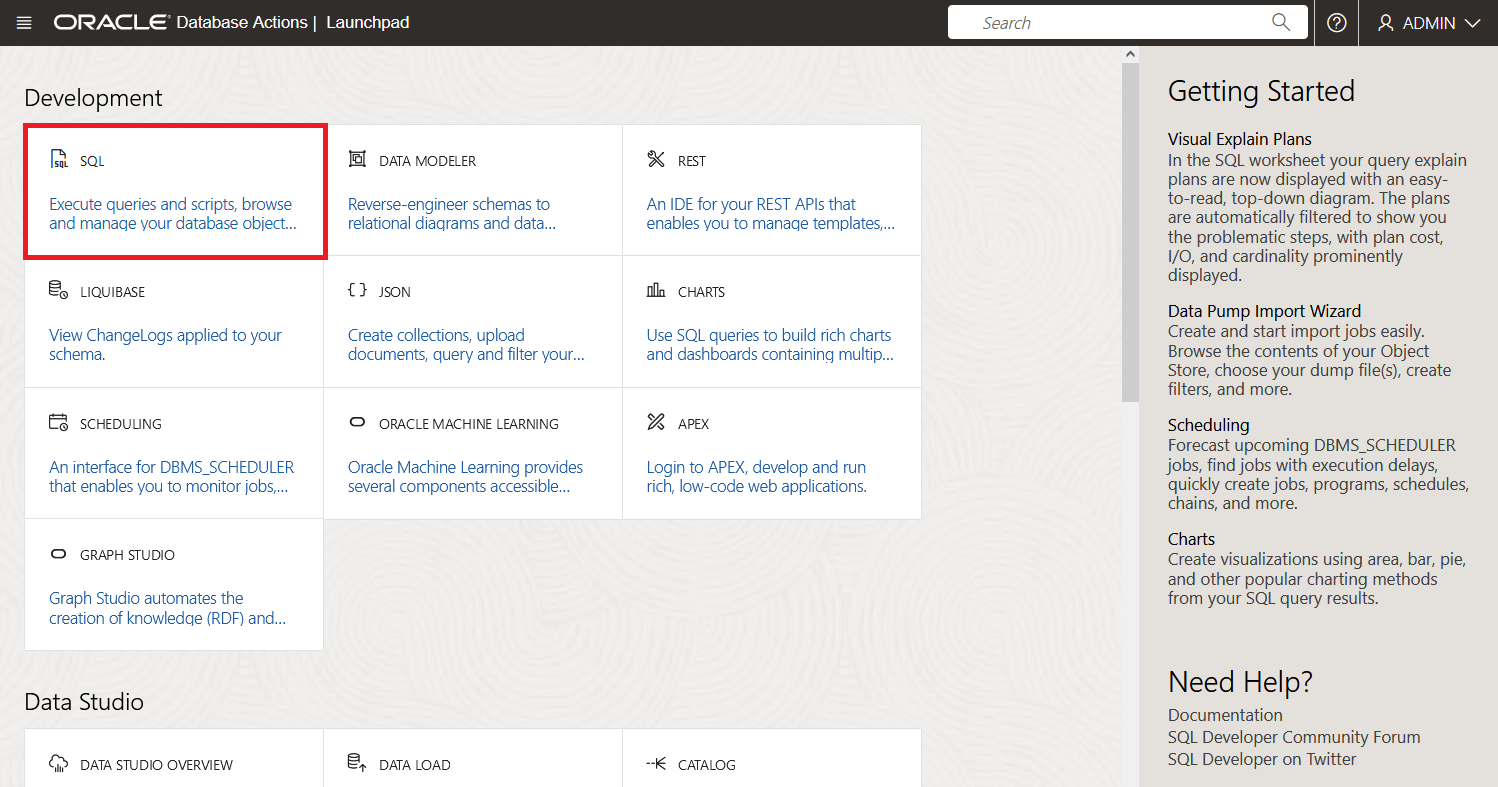 ORACLE Database Actions | Launchpad
Search
ADMIN
Development
SQL
Execute queries and scripts, browse
and manage your database object...
DATA MODELER
Reverse-engineer schemas to
relational diagrams and data...
REST
An IDE for your REST APIs that
enables you to manage templates,...
LIQUIBASE
View ChangeLogs applied to your
schema.
JSON
Create collections, upload
documents, query and filter your...
CHARTS
Use SQL queries to build rich charts
and dashboards containing multip...
SCHEDULING
An interface for DBMS_SCHEDULER
that enables you to monitor jobs,...
ORACLE MACHINE LEARNING
Oracle Machine Learning provides
several components accessible...
APEX
Login to APEX, develop and run
rich, low-code web applications.
GRAPH STUDIO
Graph Studio automates the
creation of knowledge (RDF) and...
Data Studio
DATA STUDIO OVERVIEW
DATA LOAD
CATALOG
Getting Started
Visual Explain Plans
In the SQL worksheet your query explain
plans are now displayed with an easy-
to-read, top-down diagram. The plans
are automatically filtered to show you
the problematic steps, with plan cost,
I/O, and cardinality prominently
displayed.
Data Pump Import Wizard
Create and start import jobs easily.
Browse the contents of your Object
Store, choose your dump file(s), create
filters, and more.
Scheduling
Forecast upcoming DBMS_SCHEDULER
jobs, find jobs with execution delays,
quickly create jobs, programs, schedules,
chains, and more.
Charts
Create visualizations using area, bar, pie,
and other popular charting methods
from your SQL query results.
Need Help?
Documentation
SQL Developer Community Forum
SQL Developer on Twitter